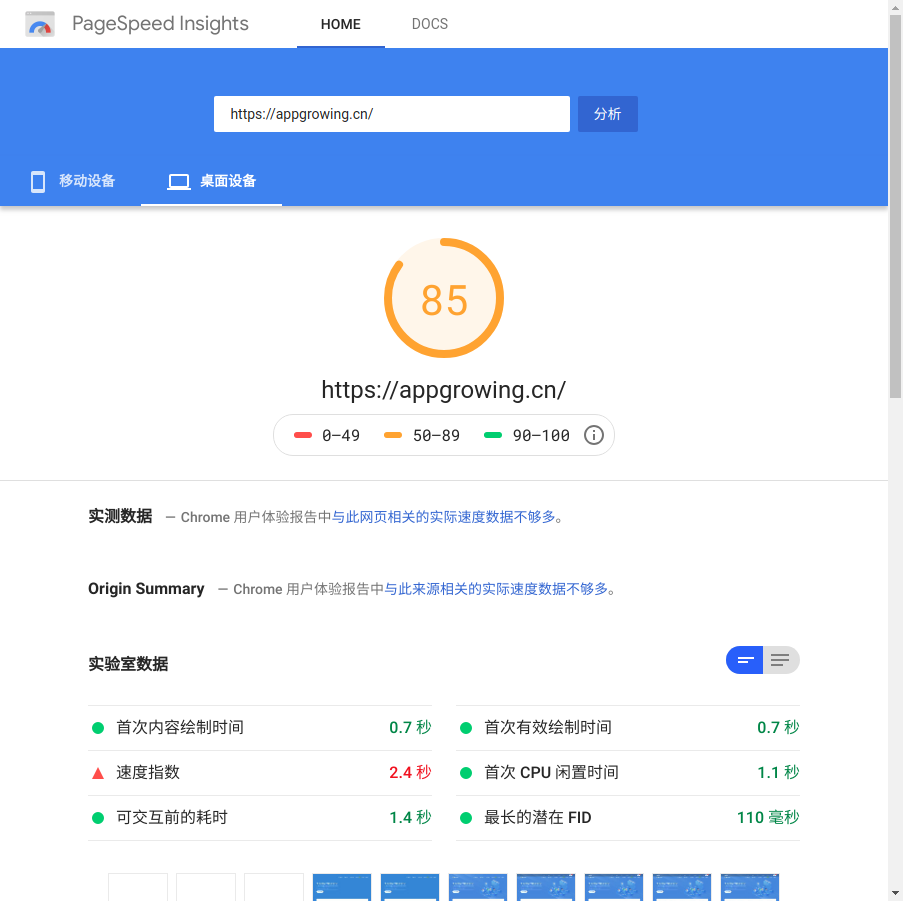 PageSpeed Insights
HOME
DOCS
https://appgrowing.cn/
分析
移动设备
桌面设备
85
https://appgrowing.cn/
0–49
50–89
90–100
实测数据 — Chrome 用户体验报告中与此网页相关的实际速度数据不够多。
Origin Summary — Chrome 用户体验报告中与此来源相关的实际速度数据不够多。
实验室数据
首次内容绘制时间 0.7 秒
首次有效绘制时间 0.7 秒
速度指数 2.4 秒
首次 CPU 闲置时间 1.1 秒
可交互前的耗时 1.4 秒
最长的潜在 FID 110 毫秒